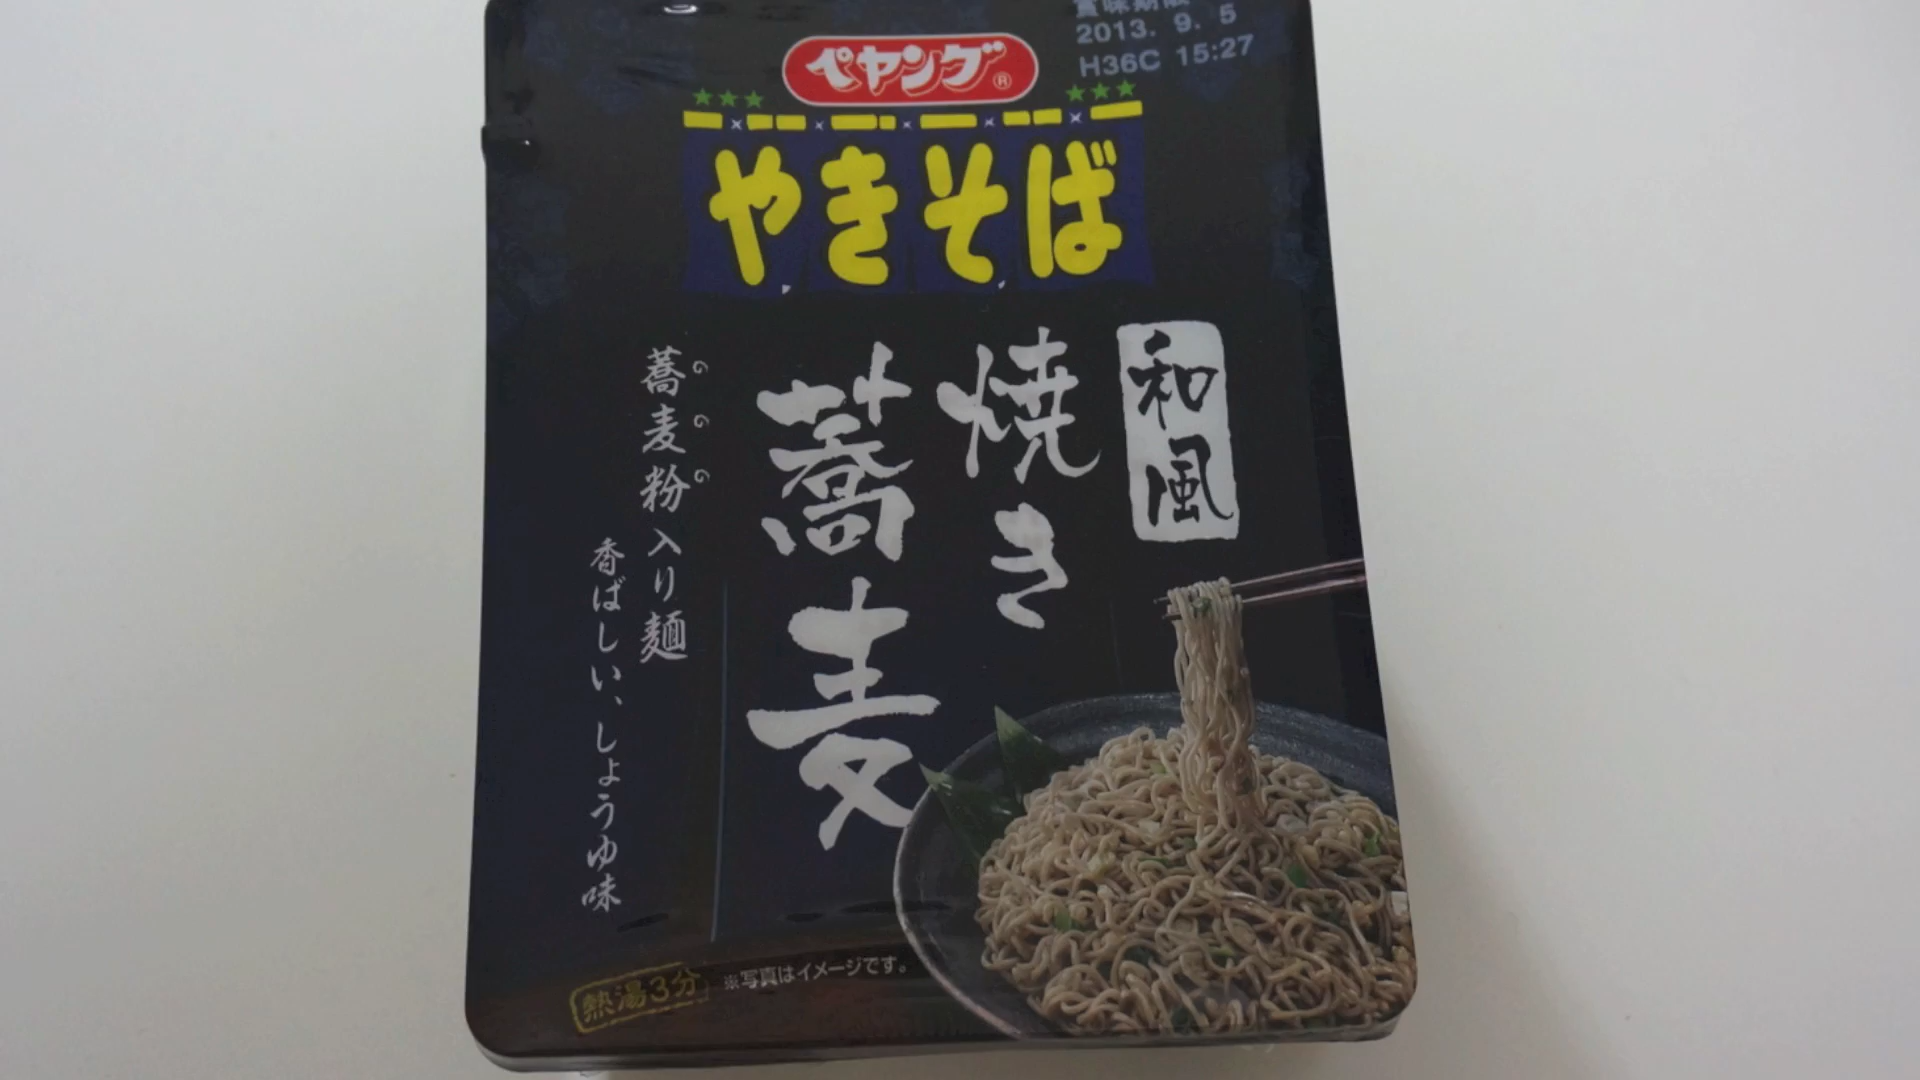 賞味期限
2013. 9. 5
H36C 15:27
ペヤング®
やきそば
和風
焼き
蕎麦
蕎麦粉入り麺
香ばしい、しょうゆ味
熱湯3分
※写真はイメージです。